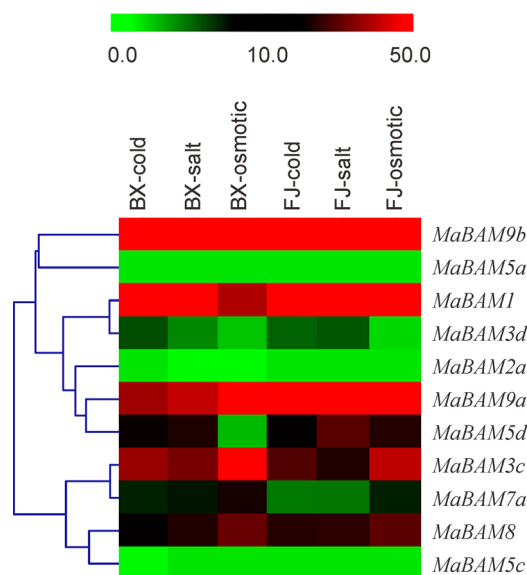 0.0 10.0 50.0
BX-cold
BX-salt
BX-osmotic
FJ-cold
FJ-salt
FJ-osmotic
MaBAM9b
MaBAM5a
MaBAM1
MaBAM3d
MaBAM2a
MaBAM9a
MaBAM5d
MaBAM3c
MaBAM7a
MaBAM8
MaBAM5c